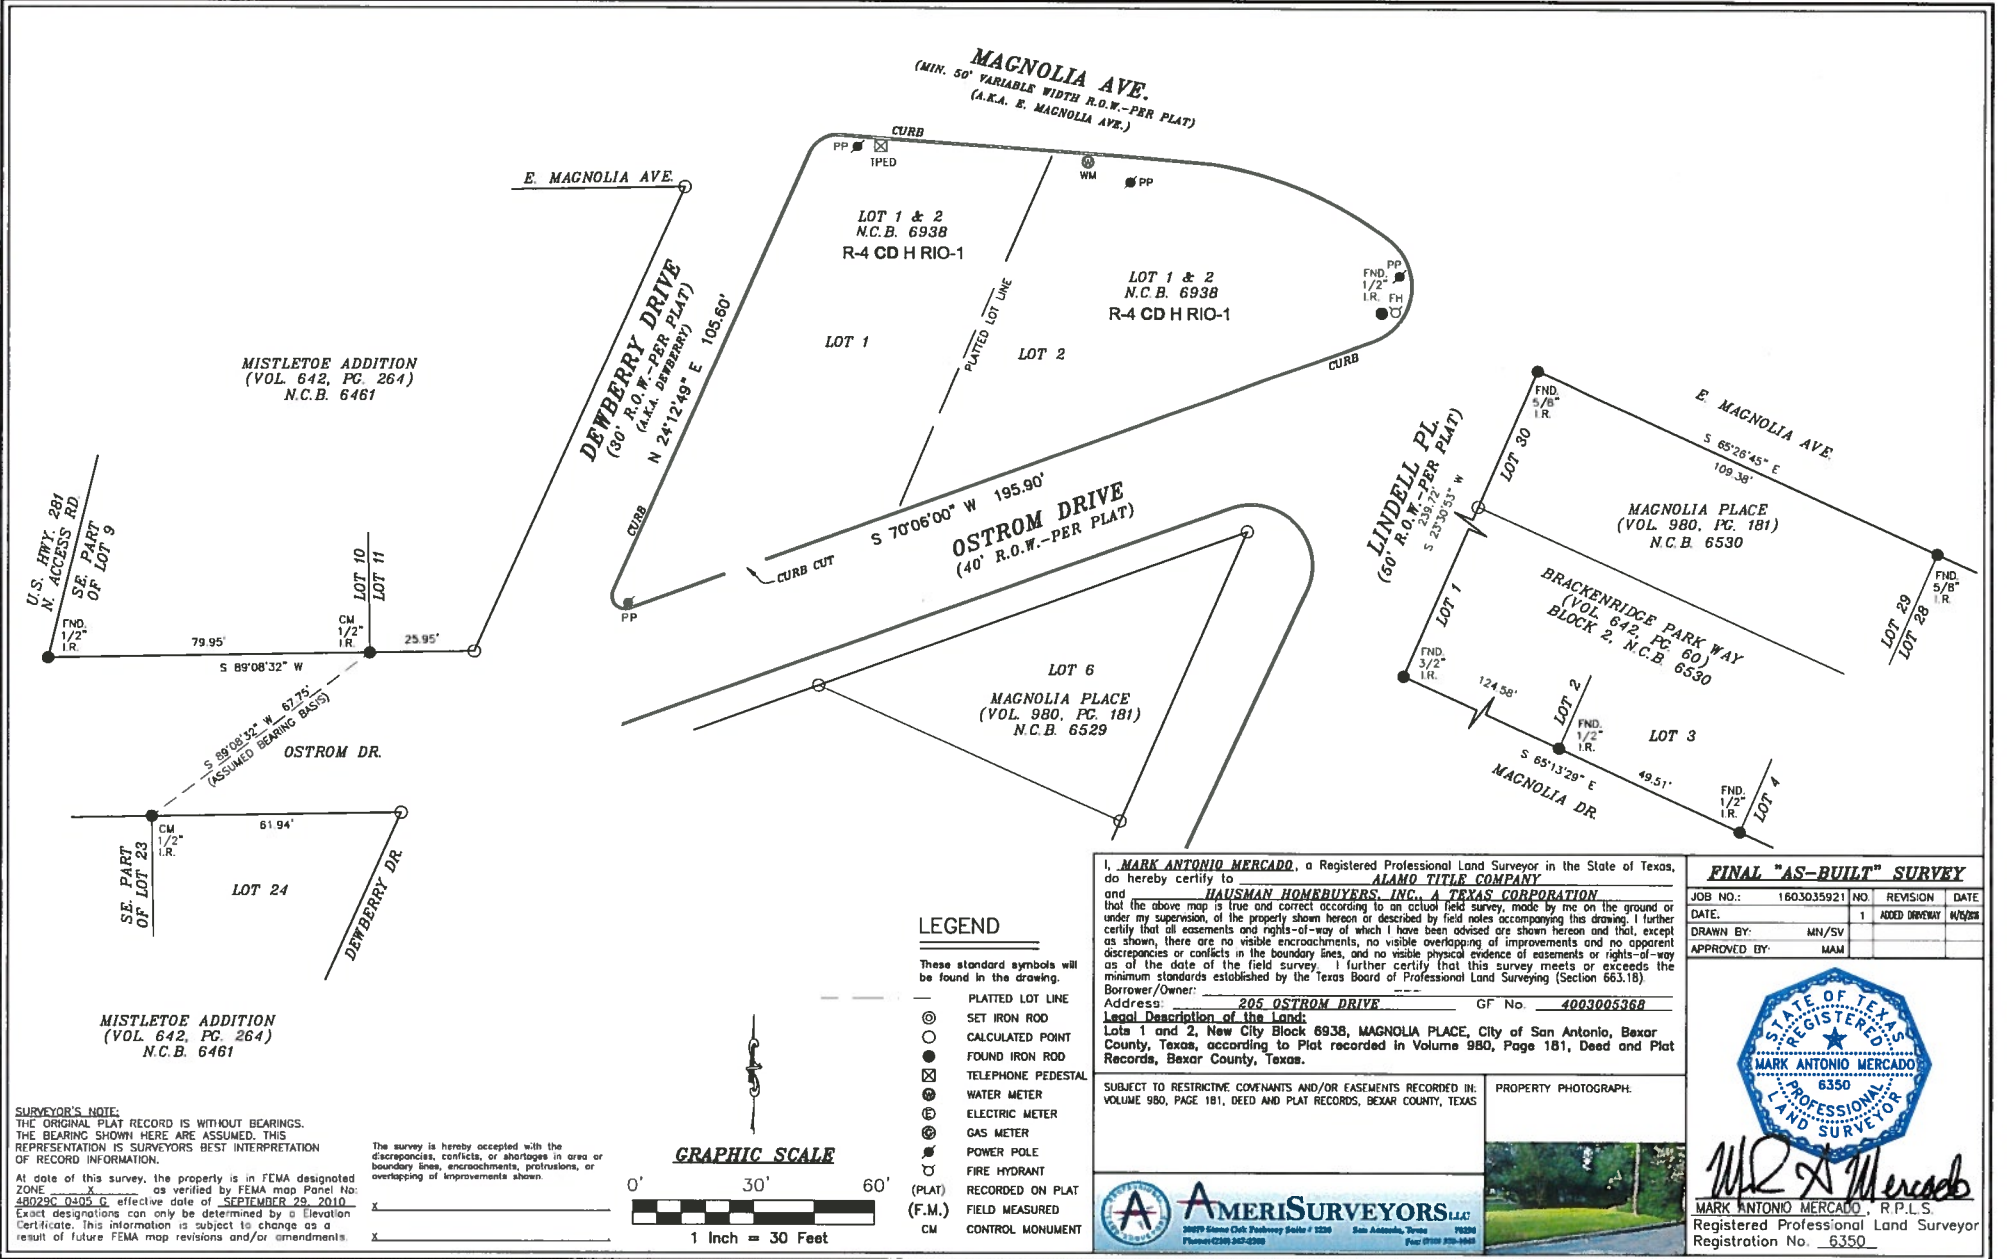 MAGNOLIA AVE.
(MIN. 50' VARIABLE WIDTH R.O.W.-PER PLAT)
(A.K.A. E. MAGNOLIA AVE.)
CURB
PP
TPED
WM
PP
E. MAGNOLIA AVE.
LOT 1 & 2
N.C.B. 6938
R-4 CD H RIO-1
LOT 1 & 2
N.C.B. 6938
R-4 CD H RIO-1
PP
FND.
1/2"
I.R.
FH
DEWBERRY DRIVE
(30' R.O.W.-PER PLAT)
(A.K.A. DEWBERRY)
N 24°12'49" E 105.60'
PLATTED LOT LINE
LOT 1
LOT 2
CURB
MISTLETOE ADDITION
(VOL. 642, PG. 264)
N.C.B. 6461
CURB
S 70°06'00" W 195.90'
OSTROM DRIVE
(40' R.O.W.-PER PLAT)
CURB CUT
PP
U.S. HWY. 281
N. ACCESS RD.
SE. PART
OF LOT 9
LOT 10
LOT 11
FND.
1/2"
I.R.
CM
1/2"
I.R.
79.95'
25.95'
S 89°08'32" W
S 89°08'32" W 67.75'
(ASSUMED BEARING BASIS)
OSTROM DR.
61.94'
CM
1/2"
I.R.
SE. PART
OF LOT 23
LOT 24
DEWBERRY DR.
MISTLETOE ADDITION
(VOL. 642, PG. 264)
N.C.B. 6461
LOT 6
MAGNOLIA PLACE
(VOL. 980, PG. 181)
N.C.B. 6529
FND.
5/8"
I.R.
E. MAGNOLIA AVE.
S 65°26'45" E
109.38'
LOT 30
LINDELL PL.
(50' R.O.W.-PER PLAT)
239.72'
S 23°30'53" W
MAGNOLIA PLACE
(VOL. 980, PG. 181)
N.C.B. 6530
FND.
5/8"
I.R.
LOT 29
LOT 28
BRACKENRIDGE PARK WAY
(VOL. 642, PG. 60)
BLOCK 2, N.C.B. 6530
LOT 1
FND.
3/2"
I.R.
124.58'
LOT 2
FND.
1/2"
I.R.
LOT 3
S 65°13'29" E
49.51'
MAGNOLIA DR.
FND.
1/2"
I.R.
LOT 4
SURVEYOR'S NOTE:
THE ORIGINAL PLAT RECORD IS WITHOUT BEARINGS.
THE BEARING SHOWN HERE ARE ASSUMED. THIS
REPRESENTATION IS SURVEYORS BEST INTERPRETATION
OF RECORD INFORMATION.
At date of this survey, the property is in FEMA designated
ZONE X as verified by FEMA map Panel No:
48029C 0405 G effective date of SEPTEMBER 29, 2010
Exact designations can only be determined by a Elevation
Certificate. This information is subject to change as a
result of future FEMA map revisions and/or amendments.
The survey is hereby accepted with the
discrepancies, conflicts, or shortages in area or
boundary lines, encroachments, protrusions, or
overlapping of improvements shown.
X
X
GRAPHIC SCALE
0' 30' 60'
1 Inch = 30 Feet
LEGEND
These standard symbols will
be found in the drawing.
PLATTED LOT LINE
SET IRON ROD
CALCULATED POINT
FOUND IRON ROD
TELEPHONE PEDESTAL
WATER METER
ELECTRIC METER
GAS METER
POWER POLE
FIRE HYDRANT
(PLAT) RECORDED ON PLAT
(F.M.) FIELD MEASURED
CM CONTROL MONUMENT
I, MARK ANTONIO MERCADO, a Registered Professional Land Surveyor in the State of Texas,
do hereby certify to ALAMO TITLE COMPANY
and HAUSMAN HOMEBUYERS, INC., A TEXAS CORPORATION
that the above map is true and correct according to an actual field survey, made by me on the ground or
under my supervision, of the property shown hereon or described by field notes accompanying this drawing. I further
certify that all easements and rights-of-way of which I have been advised are shown hereon and that, except
as shown, there are no visible encroachments, no visible overlapping of improvements and no apparent
discrepancies or conflicts in the boundary lines, and no visible physical evidence of easements or rights-of-way
as of the date of the field survey. I further certify that this survey meets or exceeds the
minimum standards established by the Texas Board of Professional Land Surveying (Section 663.18)
Borrower/Owner: ---
Address: 205 OSTROM DRIVE GF No. 4003005368
Legal Description of the Land:
Lots 1 and 2, New City Block 6938, MAGNOLIA PLACE, City of San Antonio, Bexar
County, Texas, according to Plat recorded in Volume 980, Page 181, Deed and Plat
Records, Bexar County, Texas.
SUBJECT TO RESTRICTIVE COVENANTS AND/OR EASEMENTS RECORDED IN:
VOLUME 980, PAGE 181, DEED AND PLAT RECORDS, BEXAR COUNTY, TEXAS
PROPERTY PHOTOGRAPH:
AMERISURVEYORS LLC
San Antonio, Texas
FINAL "AS-BUILT" SURVEY
JOB NO.: 1603035921 NO. REVISION DATE
DATE: 1 ADDED DRIVEWAY
DRAWN BY: MN/SV
APPROVED BY: MAM
STATE OF TEXAS
REGISTERED
MARK ANTONIO MERCADO
6350
PROFESSIONAL
LAND SURVEYOR
MARK ANTONIO MERCADO, R.P.L.S.
Registered Professional Land Surveyor
Registration No. 6350